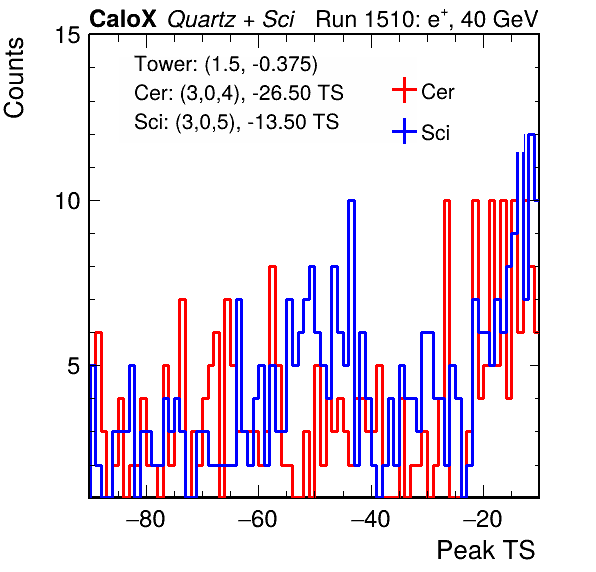 CaloX Quartz + Sci Run 1510: e+, 40 GeV
Counts
15
10
5
Tower: (1.5, -0.375)
Cer: (3,0,4), -26.50 TS
Sci: (3,0,5), -13.50 TS
Cer
Sci
−80 −60 −40 −20
Peak TS